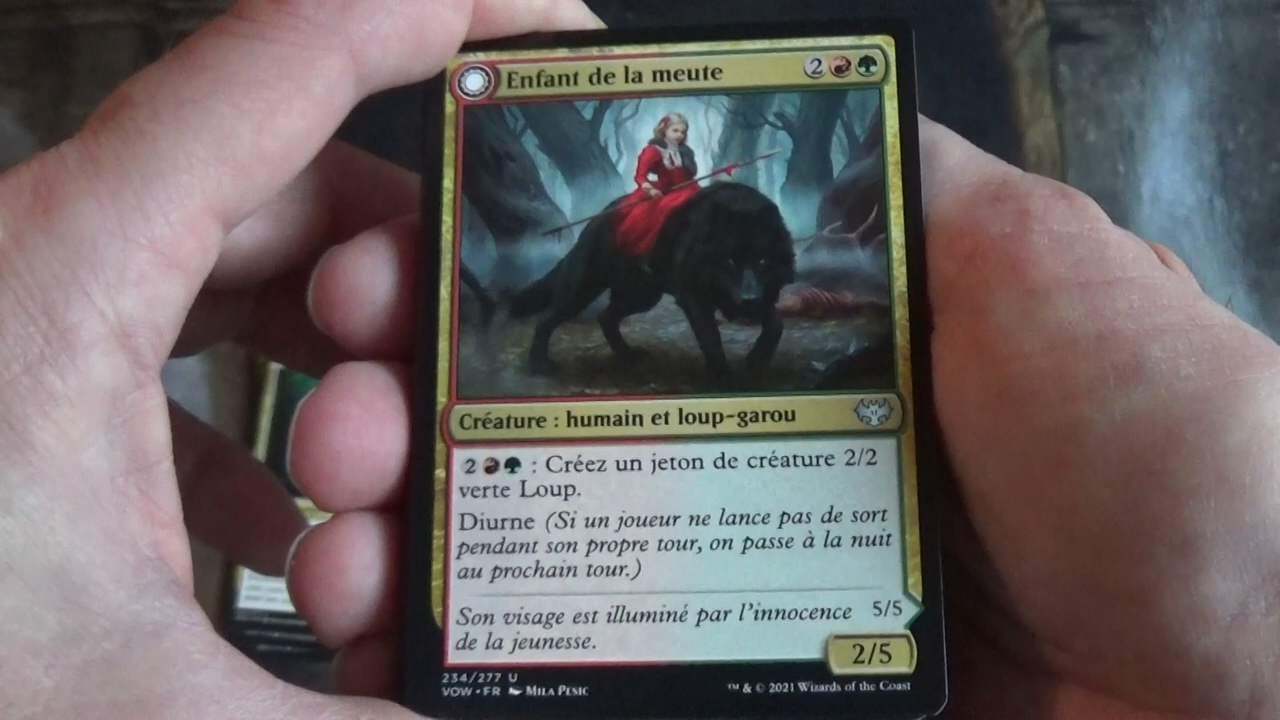 Enfant de la meute 2
Créature : humain et loup-garou
2 : Créez un jeton de créature 2/2
verte Loup.
Diurne (Si un joueur ne lance pas de sort
pendant son propre tour, on passe à la nuit
au prochain tour.)
Son visage est illuminé par l'innocence
de la jeunesse.
5/5
2/5
234/277 U
VOW • FR Mila Pesic
™ & © 2021 Wizards of the Coast